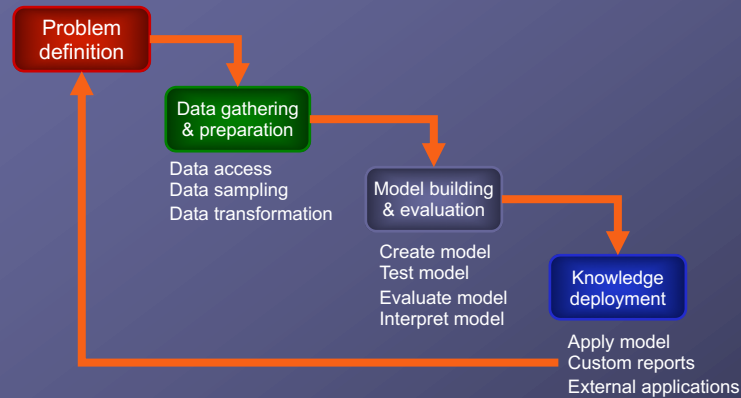 Problem
definition
Data gathering
& preparation
Data access
Data sampling
Data transformation
Model building
& evaluation
Create model
Test model
Evaluate model
Interpret model
Knowledge
deployment
Apply model
Custom reports
External applications